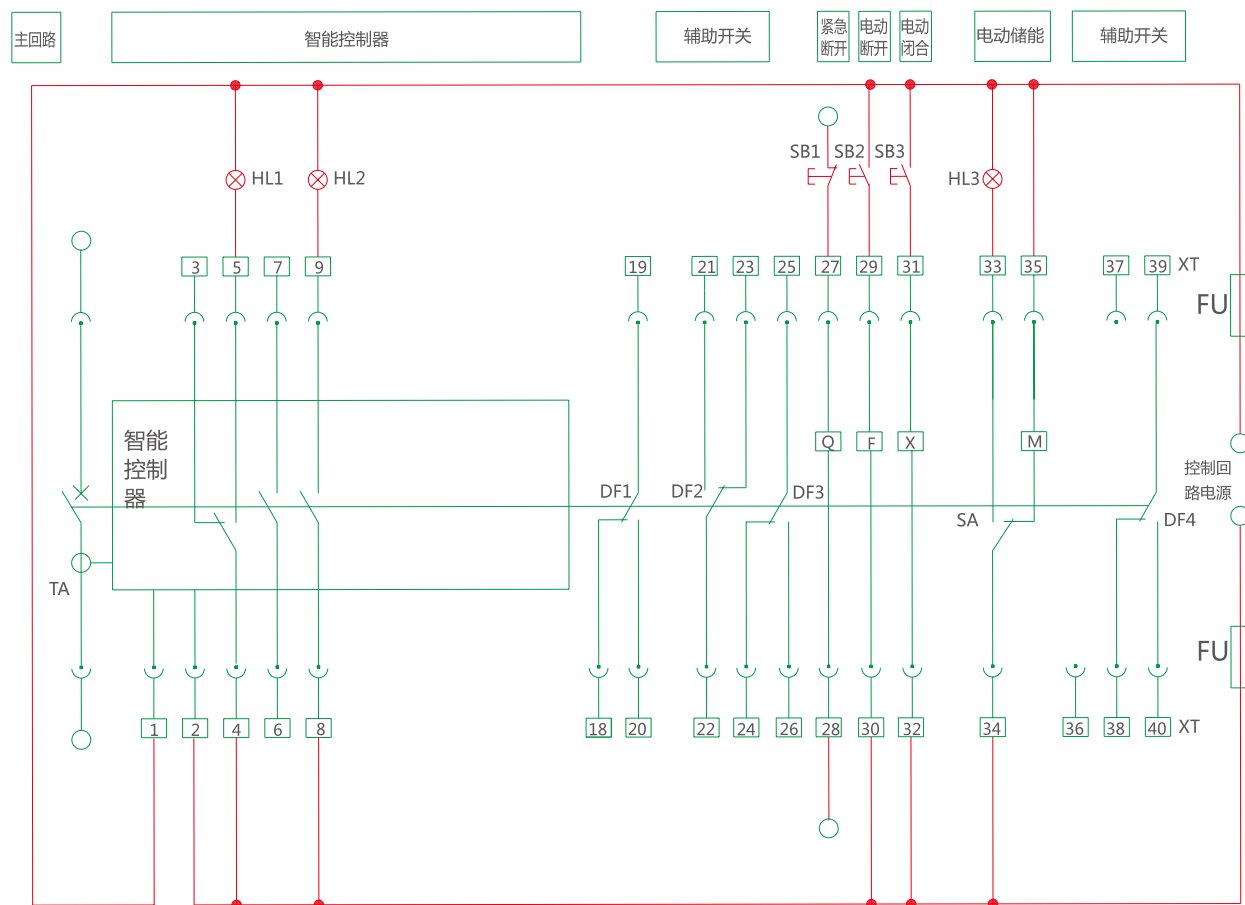 主回路
智能控制器
辅助开关
紧急
断开
电动
断开
电动
闭合
电动储能
辅助开关
SB1
SB2
SB3
HL1
HL2
HL3
3
5
7
9
19
21
23
25
27
29
31
33
35
37
39
XT
FU
智能
控制
器
Q
F
X
M
控制回
路电源
DF1
DF2
DF3
SA
DF4
TA
FU
1
2
4
6
8
18
20
22
24
26
28
30
32
34
36
38
40
XT